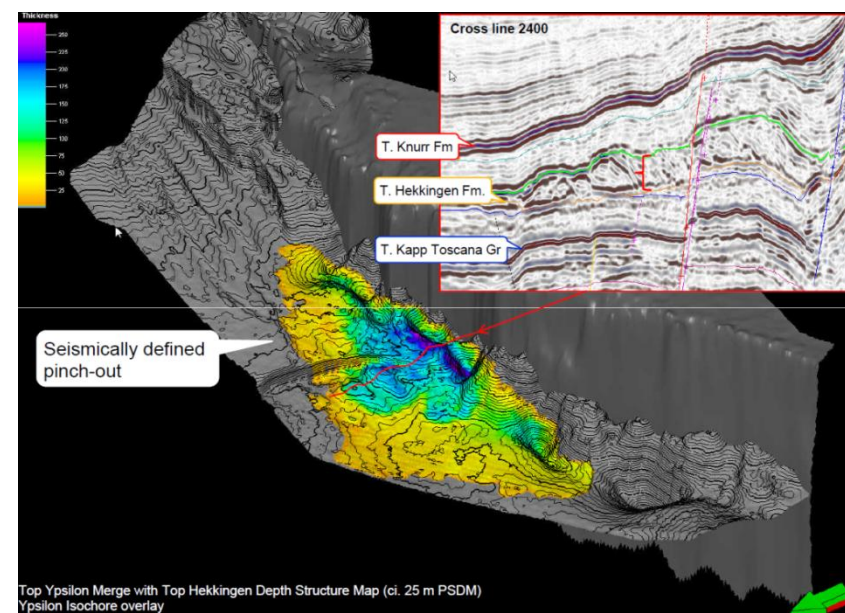 Thickness
250
225
200
175
150
125
100
75
50
25
Cross line 2400
T. Knurr Fm
T. Hekkingen Fm.
T. Kapp Toscana Gr
Seismically defined
pinch-out
Top Ypsilon Merge with Top Hekkingen Depth Structure Map (ci. 25 m PSDM)
Ypsilon Isochore overlay